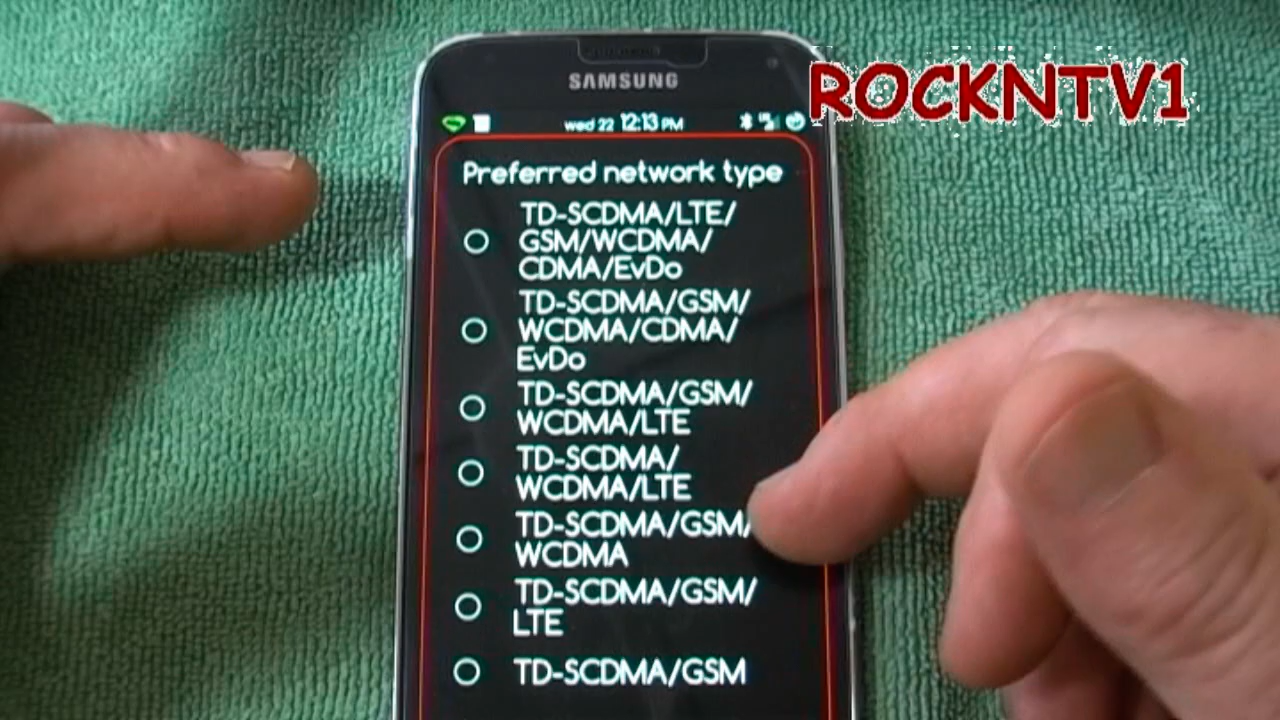 SAMSUNG
ROCKNTV1
wed 22 12:13 PM
Preferred network type
TD-SCDMA/LTE/
GSM/WCDMA/
CDMA/EvDo
TD-SCDMA/GSM/
WCDMA/CDMA/
EvDo
TD-SCDMA/GSM/
WCDMA/LTE
TD-SCDMA/
WCDMA/LTE
TD-SCDMA/GSM/
WCDMA
TD-SCDMA/GSM/
LTE
TD-SCDMA/GSM